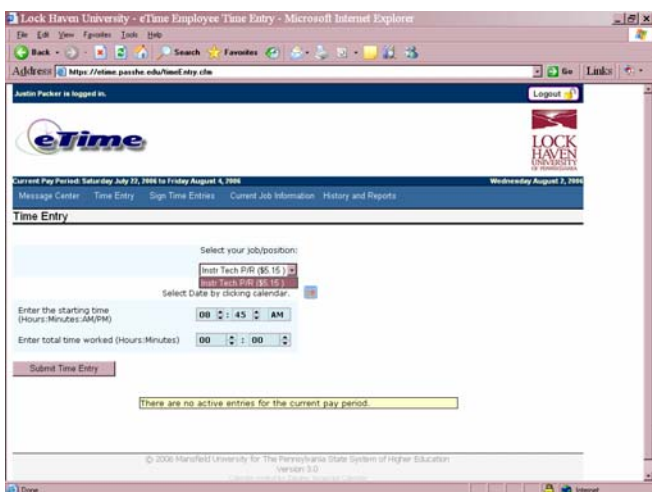 Lock Haven University - eTime Employee Time Entry - Microsoft Internet Explorer
File Edit View Favorites Tools Help
Back Search Favorites
Address https://etime.passhe.edu/timeEntry.cfm Go Links
Justin Packer is logged in. Logout
eTime
LOCK
HAVEN
UNIVERSITY
OF PENNSYLVANIA
Current Pay Period: Saturday July 22, 2006 to Friday August 4, 2006 Wednesday August 2, 2006
Message Center Time Entry Sign Time Entries Current Job Information History and Reports
Time Entry
Select your job/position:
Instr Tech P/R ($5.15 )
Instr Tech P/R ($5.15 )
Select Date by clicking calendar.
Enter the starting time
(Hours:Minutes:AM/PM)
08 : 45 AM
Enter total time worked (Hours:Minutes) 00 : 00
Submit Time Entry
There are no active entries for the current pay period.
© 2006 Mansfield University for The Pennsylvania State System of Higher Education
Version 3.0
Done Internet